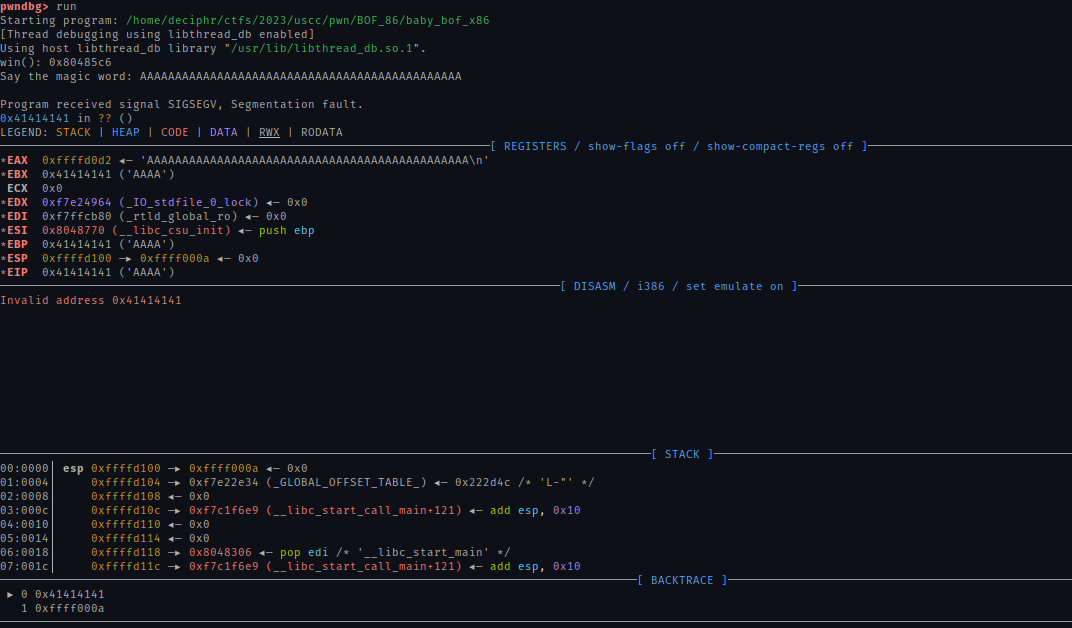 pwndbg> run
Starting program: /home/deciphr/ctfs/2023/uscc/pwn/BOF_86/baby_bof_x86
[Thread debugging using libthread_db enabled]
Using host libthread_db library "/usr/lib/libthread_db.so.1".
win(): 0x80485c6
Say the magic word: AAAAAAAAAAAAAAAAAAAAAAAAAAAAAAAAAAAAAAAAAAAAAA

Program received signal SIGSEGV, Segmentation fault.
0x41414141 in ?? ()
LEGEND: STACK | HEAP | CODE | DATA | RWX | RODATA
[ REGISTERS / show-flags off / show-compact-regs off ]
*EAX  0xffffd0d2 ◂— 'AAAAAAAAAAAAAAAAAAAAAAAAAAAAAAAAAAAAAAAAAAAAAA\n'
*EBX  0x41414141 ('AAAA')
 ECX  0x0
*EDX  0xf7e24964 (_IO_stdfile_0_lock) ◂— 0x0
*EDI  0xf7ffcb80 (_rtld_global_ro) ◂— 0x0
*ESI  0x8048770 (__libc_csu_init) ◂— push ebp
*EBP  0x41414141 ('AAAA')
*ESP  0xffffd100 —▸ 0xffff000a ◂— 0x0
*EIP  0x41414141 ('AAAA')
[ DISASM / i386 / set emulate on ]
Invalid address 0x41414141
[ STACK ]
00:0000│ esp 0xffffd100 —▸ 0xffff000a ◂— 0x0
01:0004│     0xffffd104 —▸ 0xf7e22e34 (_GLOBAL_OFFSET_TABLE_) ◂— 0x222d4c /* 'L-"' */
02:0008│     0xffffd108 ◂— 0x0
03:000c│     0xffffd10c —▸ 0xf7c1f6e9 (__libc_start_call_main+121) ◂— add esp, 0x10
04:0010│     0xffffd110 ◂— 0x0
05:0014│     0xffffd114 ◂— 0x0
06:0018│     0xffffd118 —▸ 0x8048306 ◂— pop edi /* '__libc_start_main' */
07:001c│     0xffffd11c —▸ 0xf7c1f6e9 (__libc_start_call_main+121) ◂— add esp, 0x10
[ BACKTRACE ]
► 0 0x41414141
  1 0xffff000a